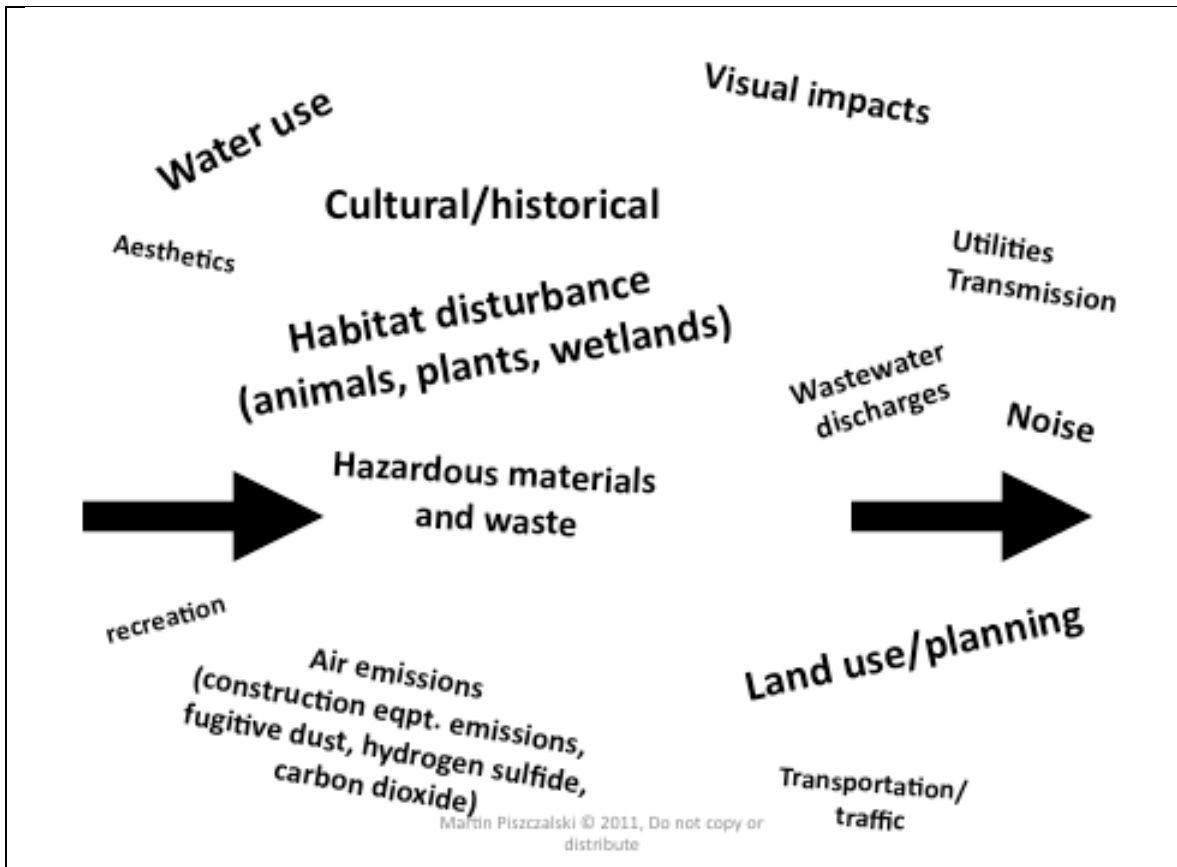 Visual impacts
Water use
Cultural/historical
Aesthetics
Utilities
Transmission
Habitat disturbance
(animals, plants, wetlands)
Wastewater
discharges
Noise
Hazardous materials
and waste
recreation
Land use/planning
Air emissions
(construction eqpt. emissions,
fugitive dust, hydrogen sulfide,
carbon dioxide)
Transportation/
traffic
Martin Piszczalski © 2011, Do not copy or
distribute